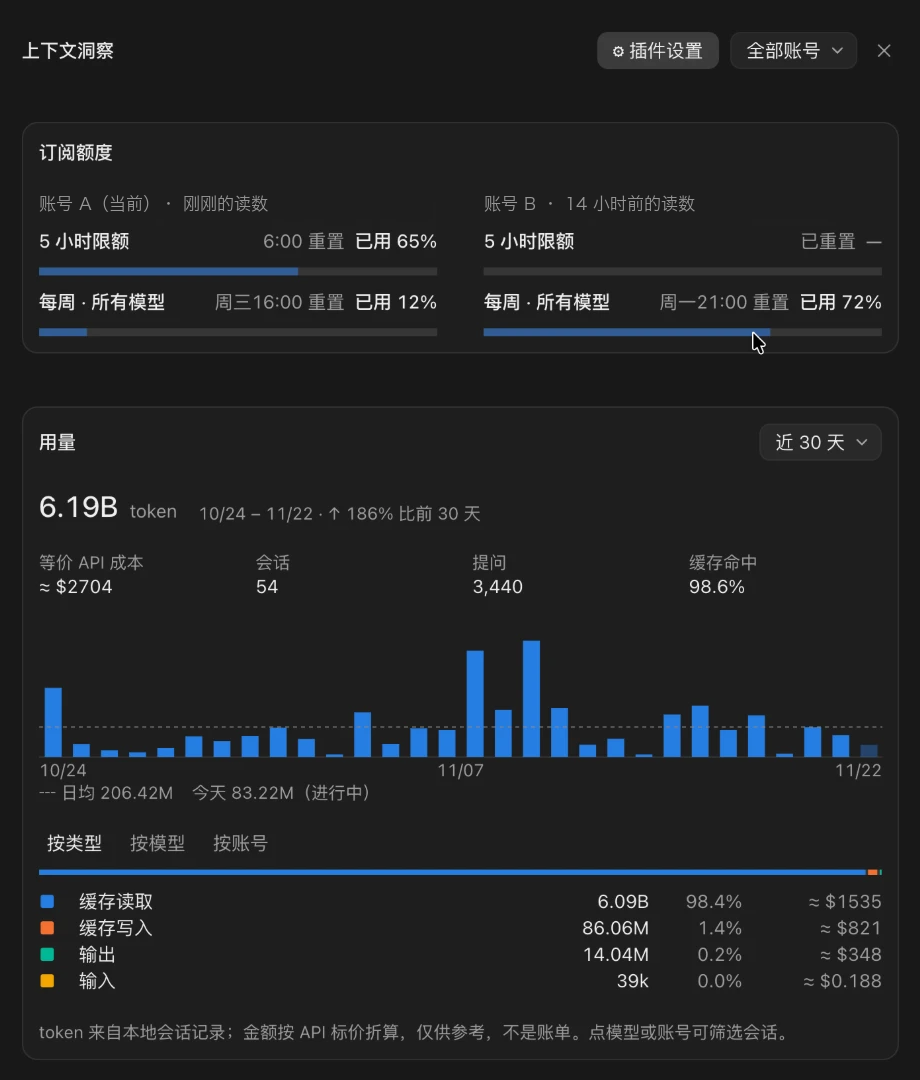 上下文洞察 插件设置 全部账号
订阅额度
账号 A（当前） · 刚刚的读数
5 小时限额 6:00 重置 已用 65%
每周 · 所有模型 周三16:00 重置 已用 12%
账号 B · 14 小时前的读数
5 小时限额 已重置 —
每周 · 所有模型 周一21:00 重置 已用 72%
用量 近 30 天
6.19B token 10/24 – 11/22 · ↑ 186% 比前 30 天
等价 API 成本 会话 提问 缓存命中
≈ $2704 54 3,440 98.6%
10/24 11/07 11/22
--- 日均 206.42M 今天 83.22M（进行中）
按类型 按模型 按账号
缓存读取 6.09B 98.4% ≈ $1535
缓存写入 86.06M 1.4% ≈ $821
输出 14.04M 0.2% ≈ $348
输入 39k 0.0% ≈ $0.188
token 来自本地会话记录；金额按 API 标价折算，仅供参考，不是账单。点模型或账号可筛选会话。